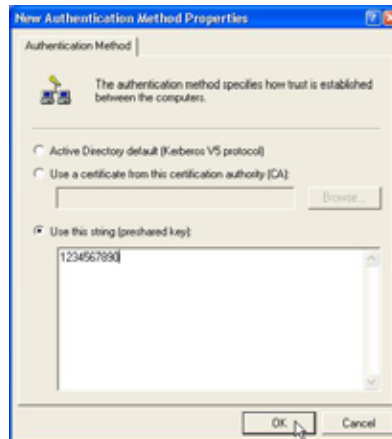 New Authentication Method Properties
Authentication Method
The authentication method specifies how trust is established
between the computers.
Active Directory default (Kerberos V5 protocol)
Use a certificate from this certification authority (CA):
Browse...
Use this string (preshared key):
1234567890
OK
Cancel